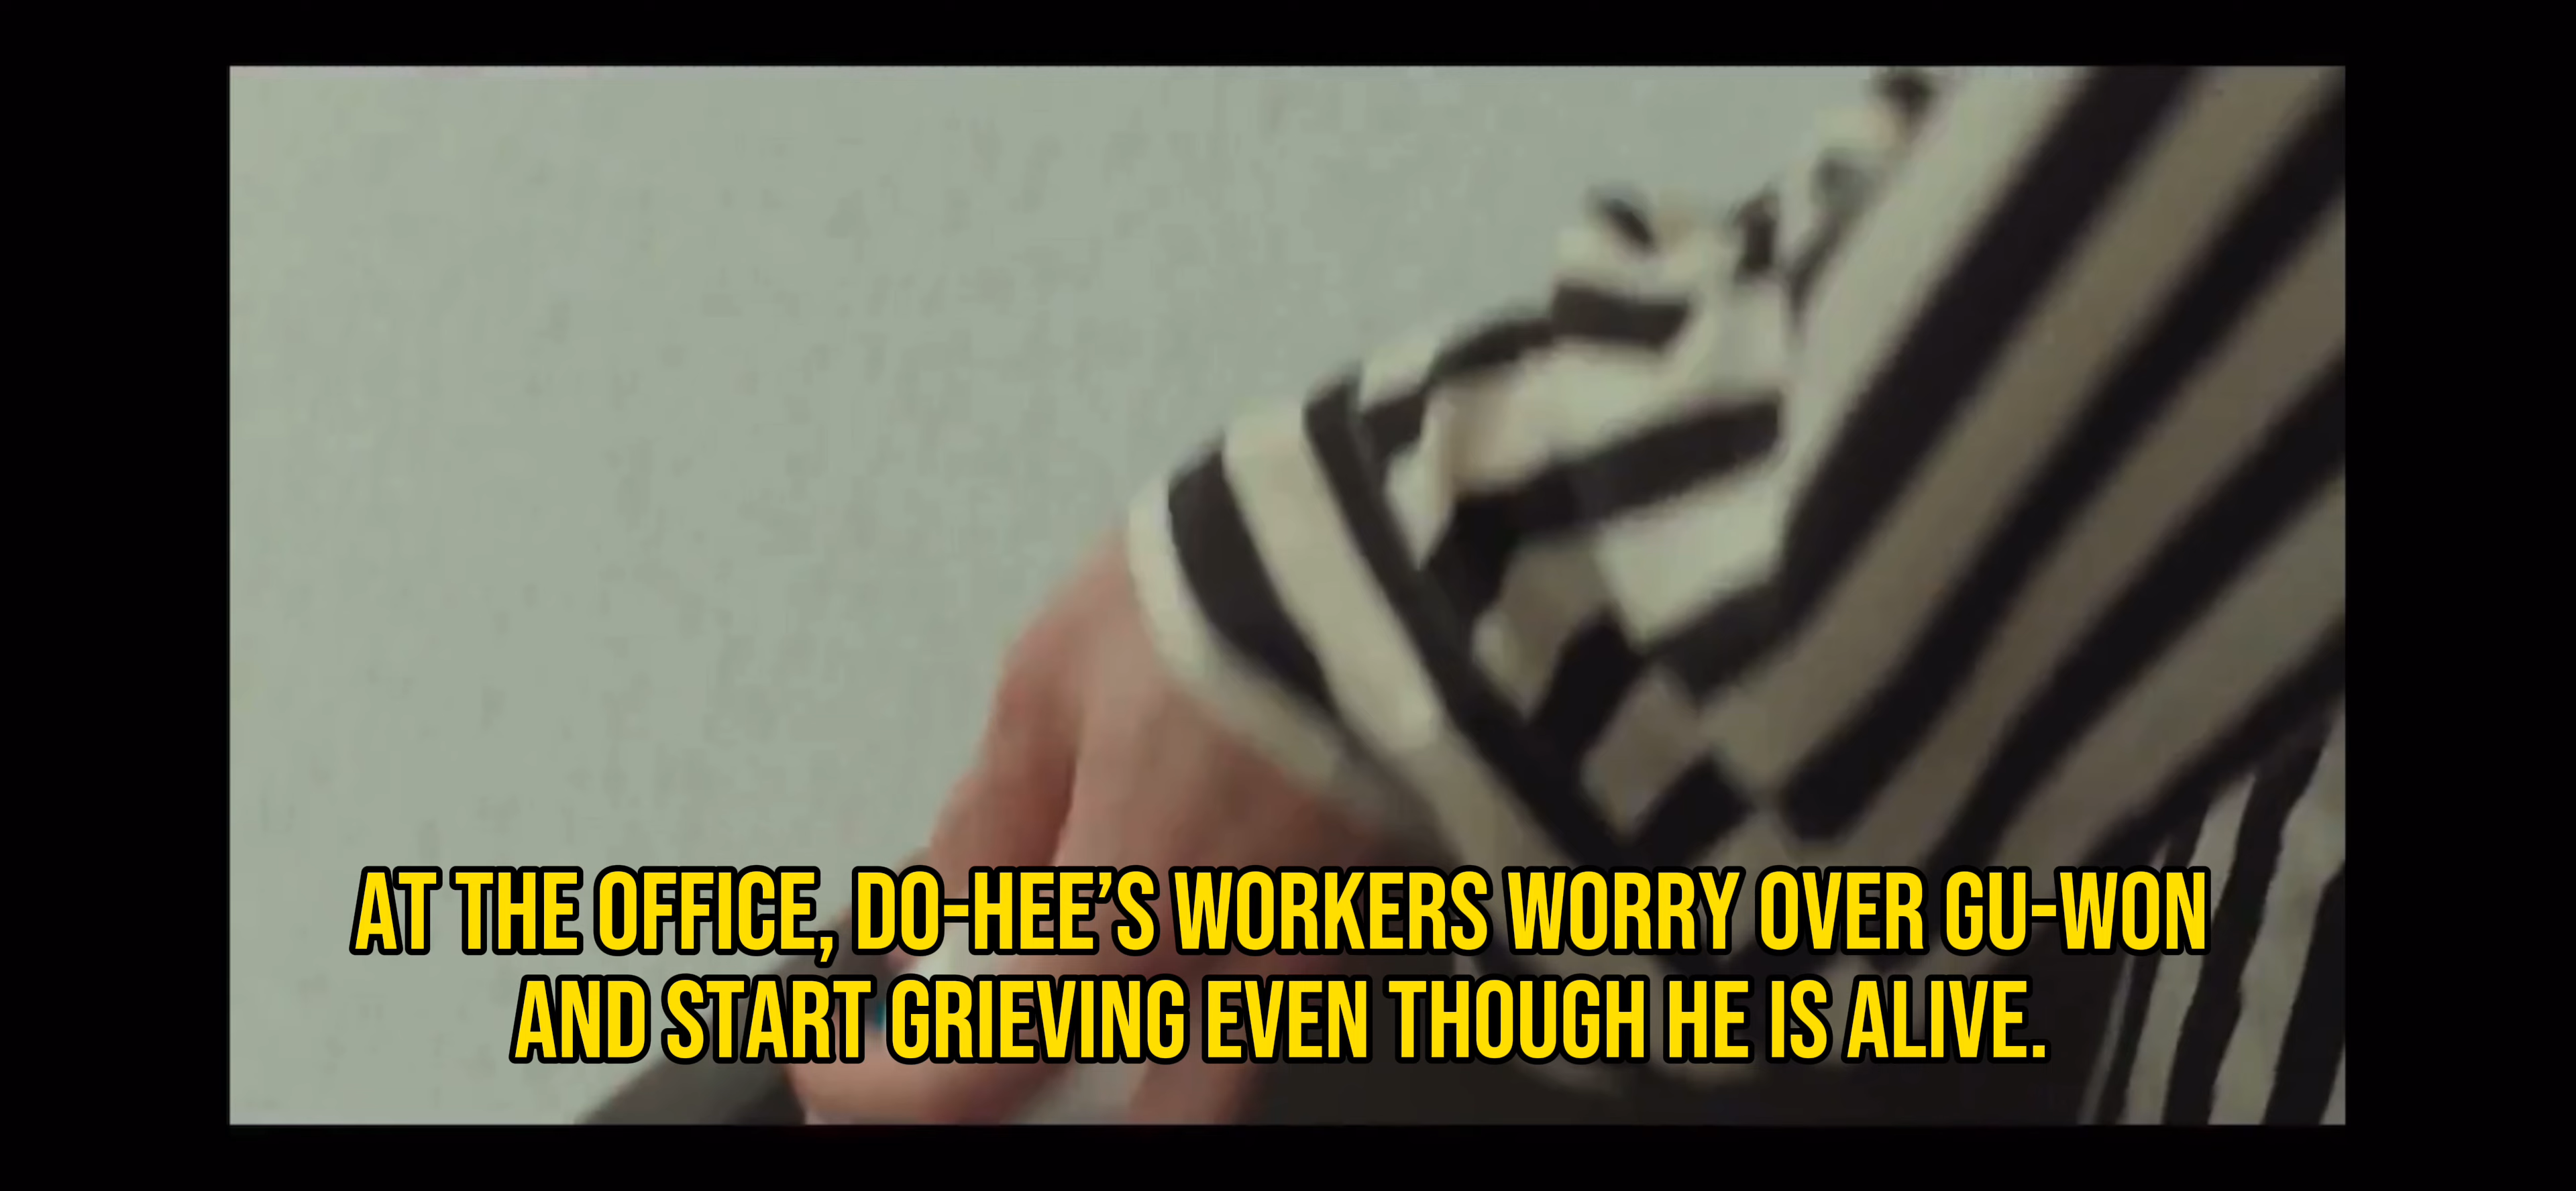 AT THE OFFICE, DO-HEE’S WORKERS WORRY OVER GU-WON
AND START GRIEVING EVEN THOUGH HE IS ALIVE.